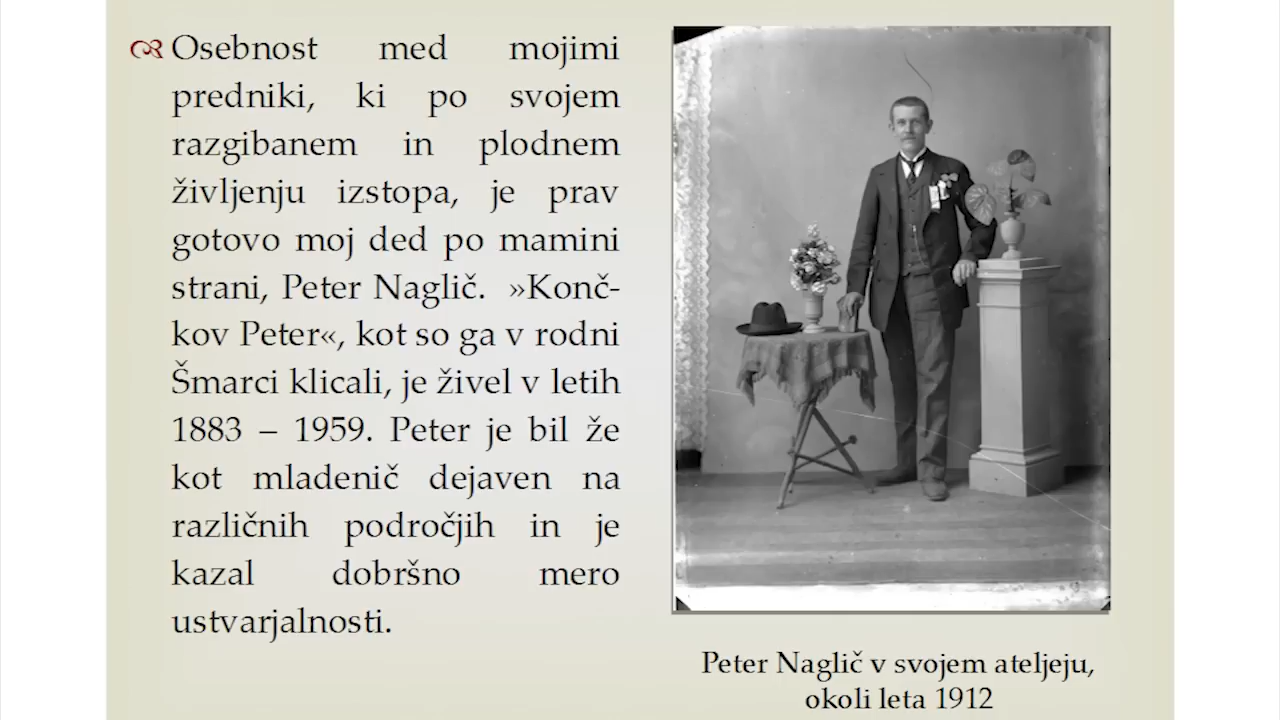 Osebnost med mojimi
predniki, ki po svojem
razgibanem in plodnem
življenju izstopa, je prav
gotovo moj ded po mamini
strani, Peter Naglič. »Konč-
kov Peter«, kot so ga v rodni
Šmarci klicali, je živel v letih
1883 – 1959. Peter je bil že
kot mladenič dejaven na
različnih področjih in je
kazal dobršno mero
ustvarjalnosti.
Peter Naglič v svojem ateljeju,
okoli leta 1912